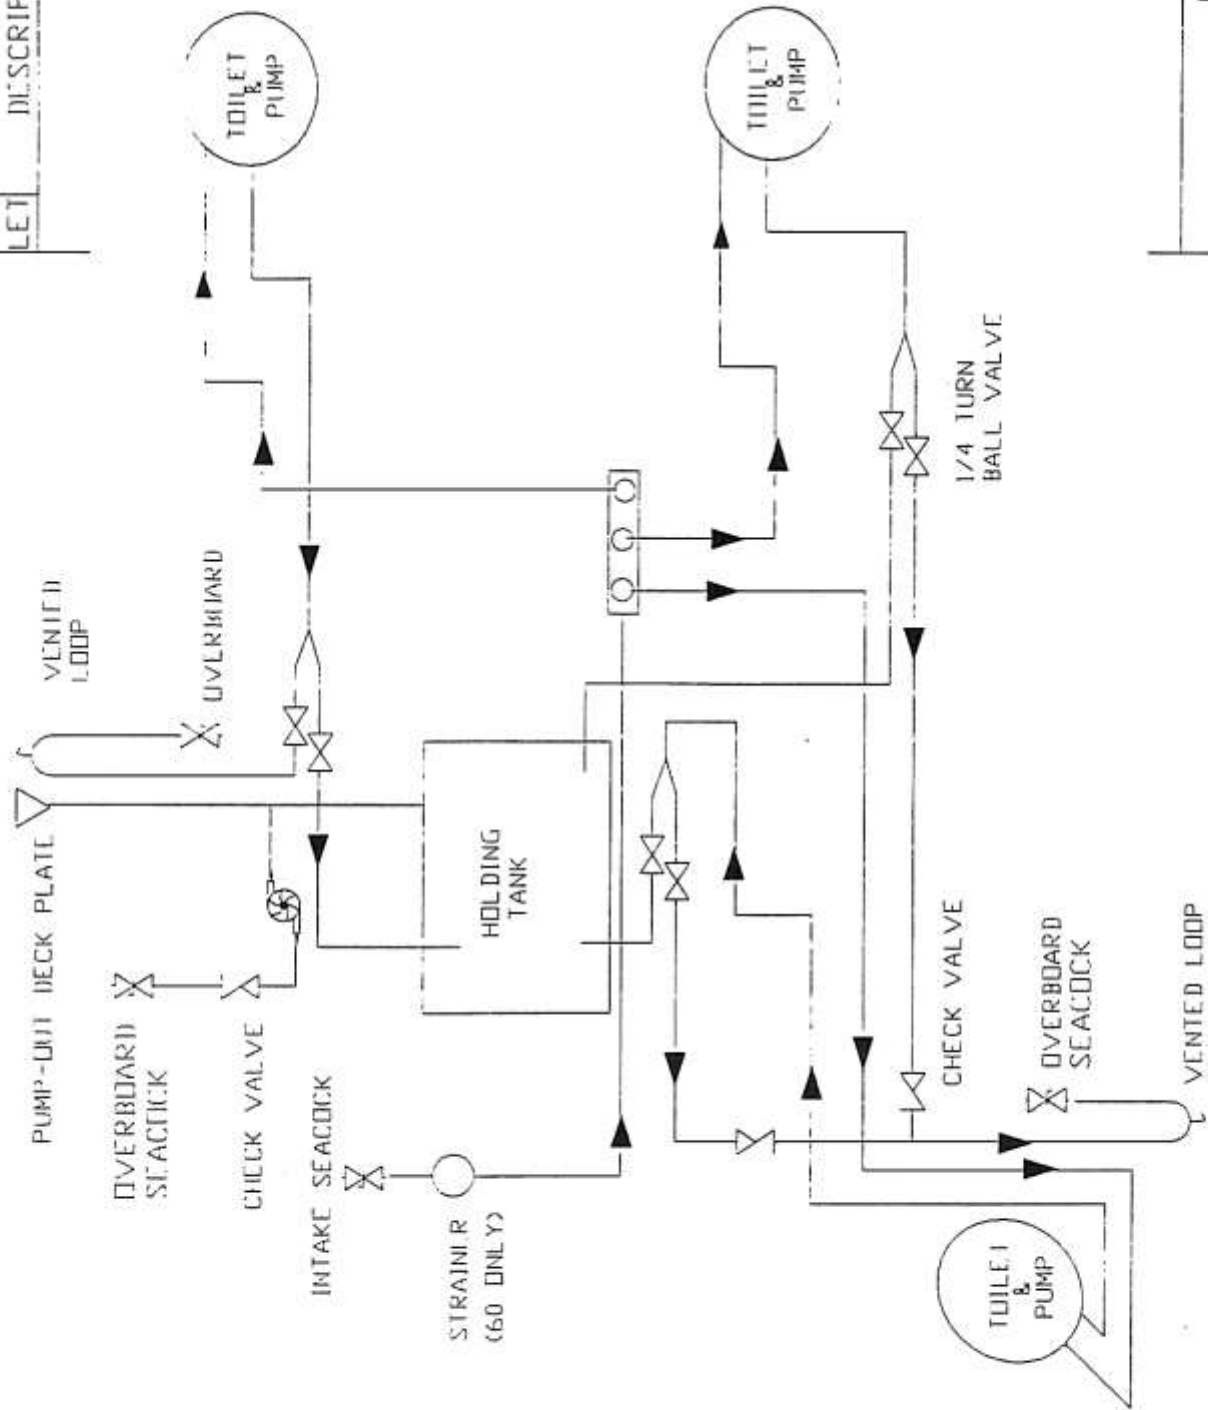 LET DESCRIP
TOILET
&
PUMP
TOILET
&
PUMP
VENTED
LOOP
OVERBOARD
1/4 TURN
BALL VALVE
PUMP-OUT DECK PLATE
HOLDING
TANK
OVERBOARD
SEACOCK
CHECK VALVE
INTAKE SEACOCK
STRAINER
(60 ONLY)
CHECK VALVE
OVERBOARD
SEACOCK
VENTED LOOP
TOILET
&
PUMP